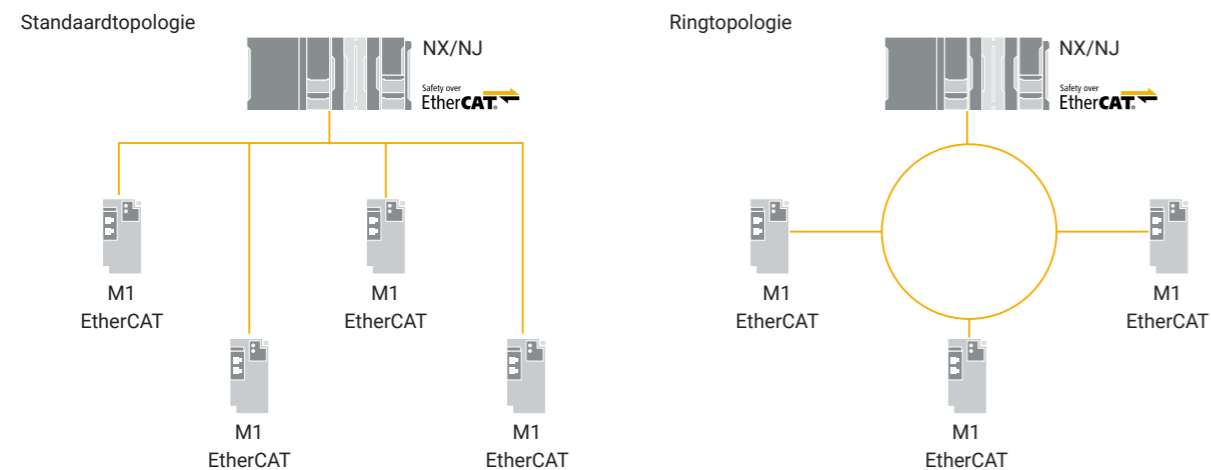 Standaardtopologie
NX/NJ
Safety over
EtherCAT®
M1
EtherCAT
M1
EtherCAT
M1
EtherCAT
M1
EtherCAT
Ringtopologie
NX/NJ
Safety over
EtherCAT®
M1
EtherCAT
M1
EtherCAT
M1
EtherCAT